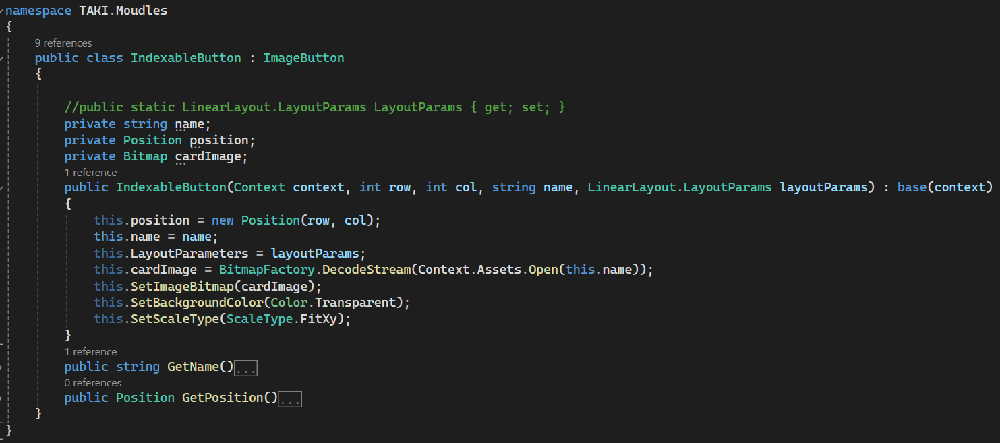 namespace TAKI.Moudles
{
9 references
public class IndexableButton : ImageButton
{
//public static LinearLayout.LayoutParams LayoutParams { get; set; }
private string name;
private Position position;
private Bitmap cardImage;
1 reference
public IndexableButton(Context context, int row, int col, string name, LinearLayout.LayoutParams layoutParams) : base(context)
{
this.position = new Position(row, col);
this.name = name;
this.LayoutParameters = layoutParams;
this.cardImage = BitmapFactory.DecodeStream(Context.Assets.Open(this.name));
this.SetImageBitmap(cardImage);
this.SetBackgroundColor(Color.Transparent);
this.SetScaleType(ScaleType.FitXy);
}
1 reference
public string GetName()...
0 references
public Position GetPosition()...
}
}